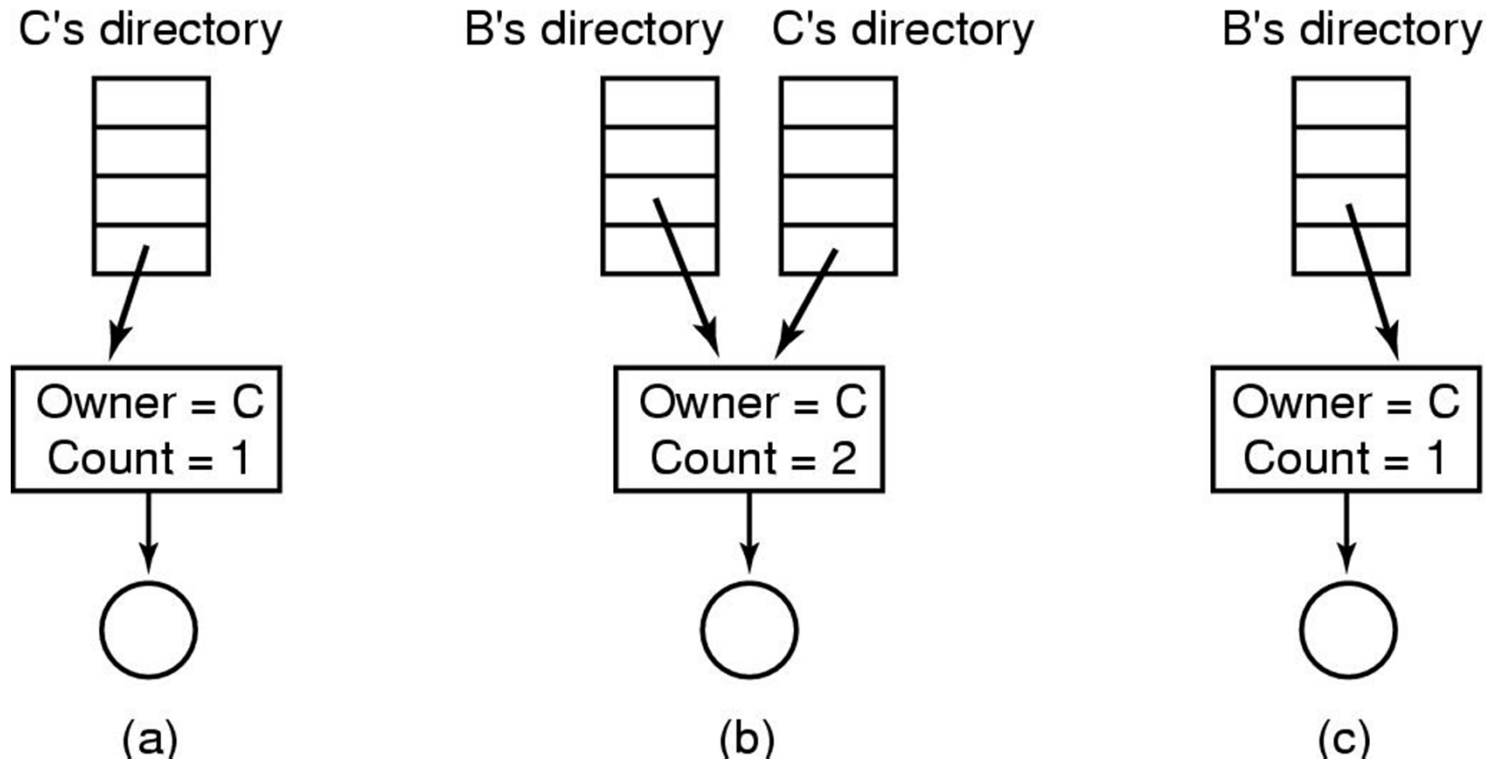 C's directory
B's directory
C's directory
B's directory
Owner = C
Count = 1
Owner = C
Count = 2
Owner = C
Count = 1
(a)
(b)
(c)